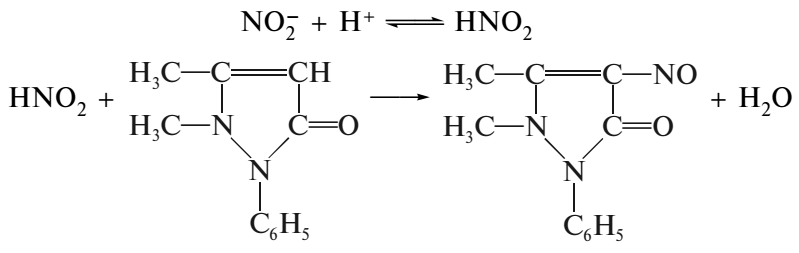 NO₂⁻ + H⁺ ⇌ HNO₂
H₃C—C=CH H₃C—C=C—NO
HNO₂ + → + H₂O
H₃C—N C=O H₃C—N C=O
N N
C₆H₅ C₆H₅